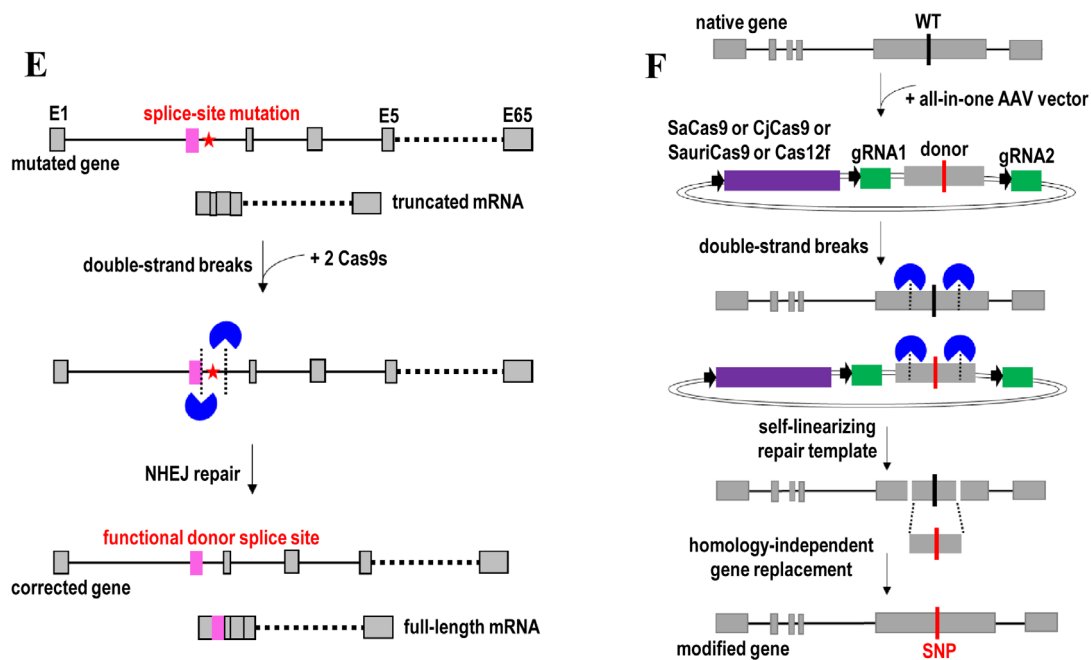 E
E1
splice-site mutation
E5
E65
mutated gene
truncated mRNA
double-strand breaks
+ 2 Cas9s
NHEJ repair
functional donor splice site
corrected gene
full-length mRNA
F
native gene
WT
+ all-in-one AAV vector
SaCas9 or CjCas9 or
SauriCas9 or Cas12f
gRNA1
donor
gRNA2
double-strand breaks
self-linearizing
repair template
homology-independent
gene replacement
modified gene
SNP